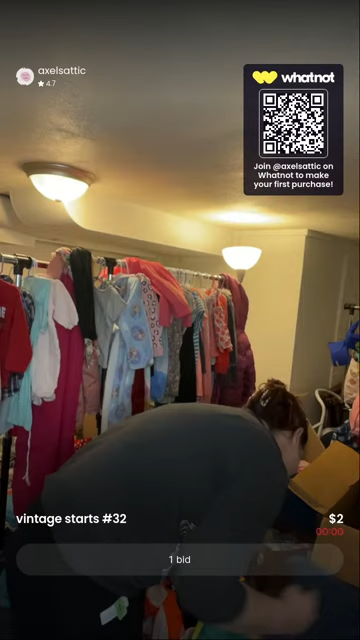 axelsattic
★ 4.7
whatnot
Join @axelsattic on
Whatnot to make
your first purchase!
vintage starts #32
$2
00:00
1 bid